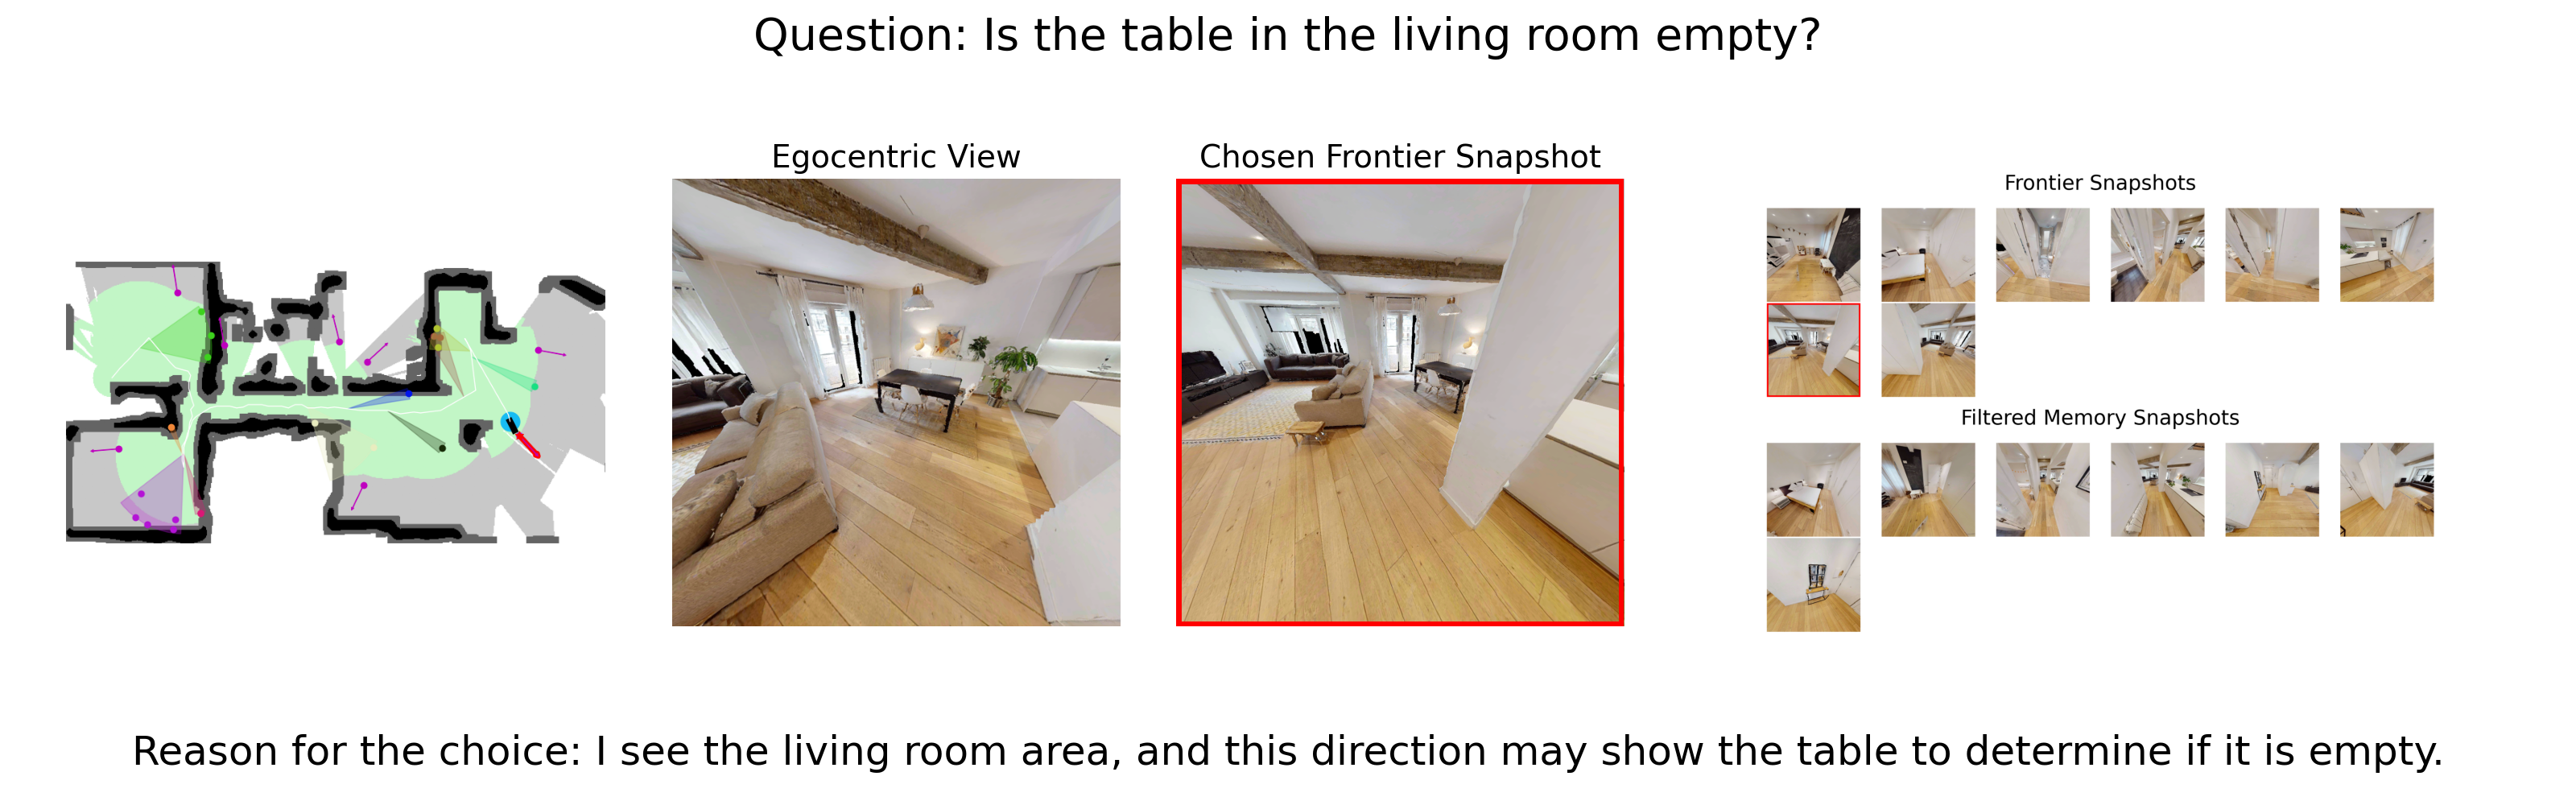 Question: Is the table in the living room empty?
Egocentric View
Chosen Frontier Snapshot
Frontier Snapshots
Filtered Memory Snapshots
Reason for the choice: I see the living room area, and this direction may show the table to determine if it is empty.